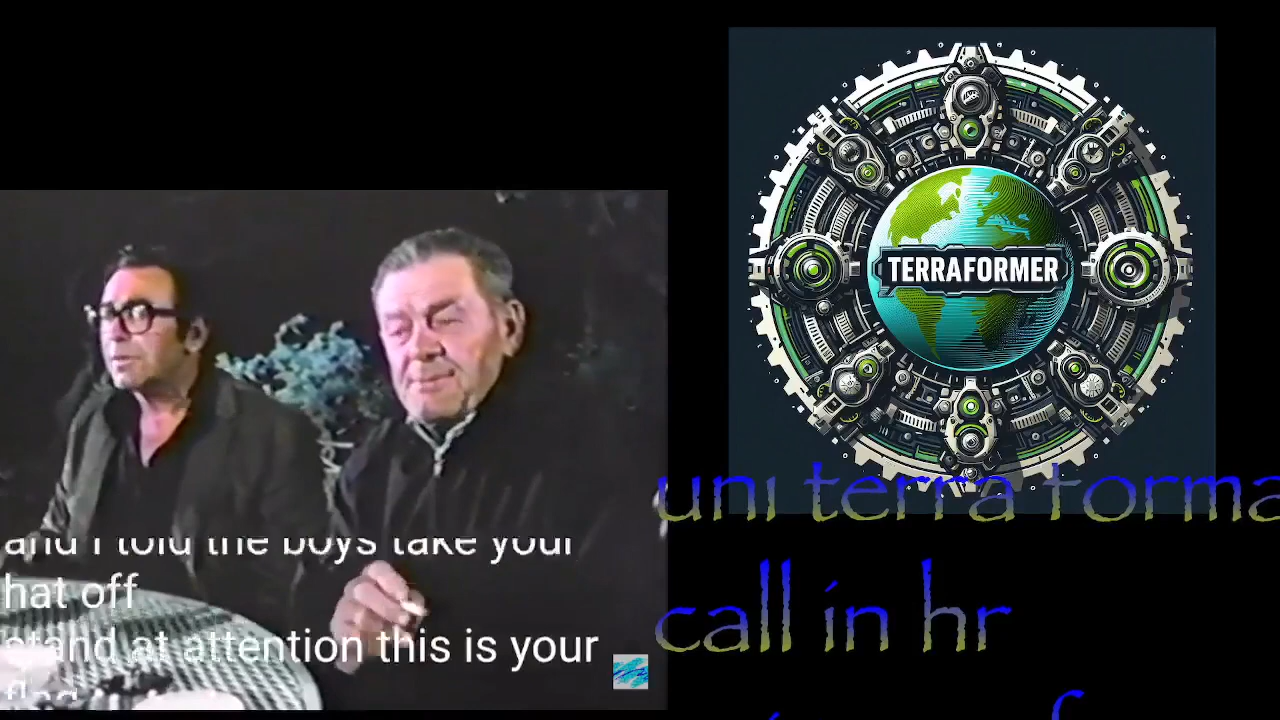 and i told the boys take your
hat off
stand at attention this is your
flag
TERRAFORMER
uni terra forma
call in hr